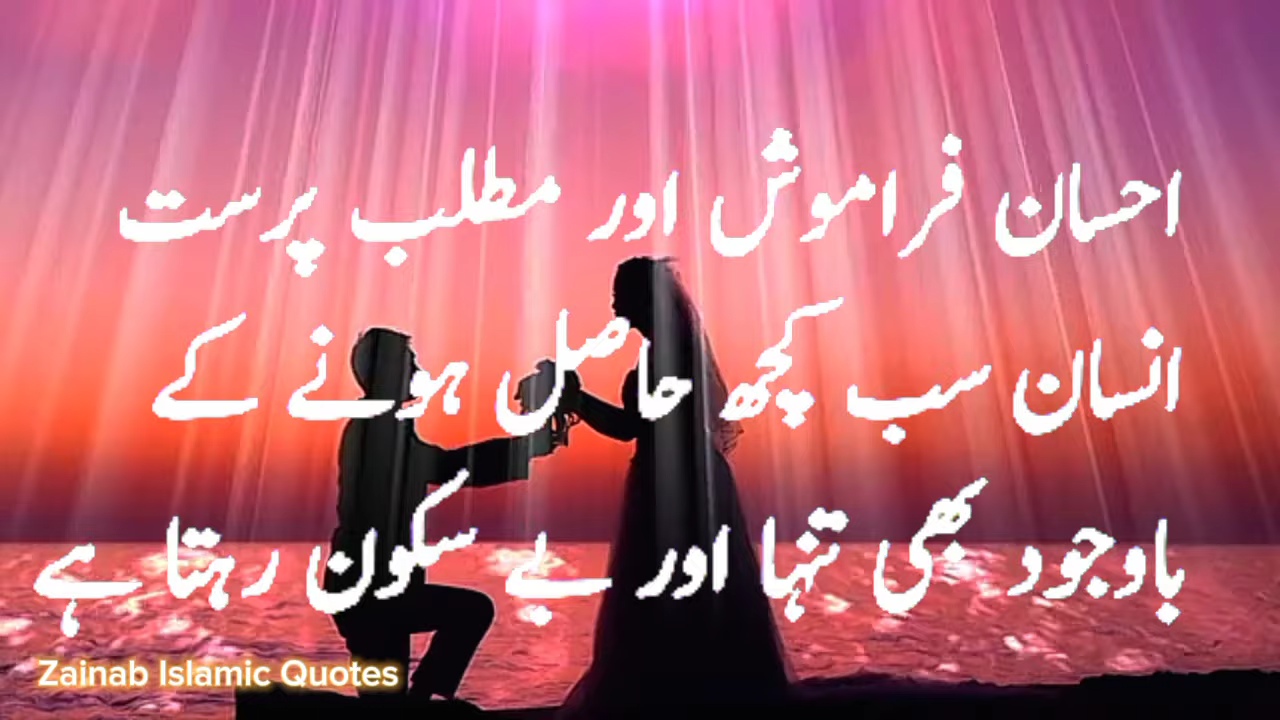 احسان فراموش اور مطلب پرست
انسان سب کچھ حاصل ہونے کے
باوجود بھی تنہا اور بے سکون رہتا ہے
Zainab Islamic Quotes